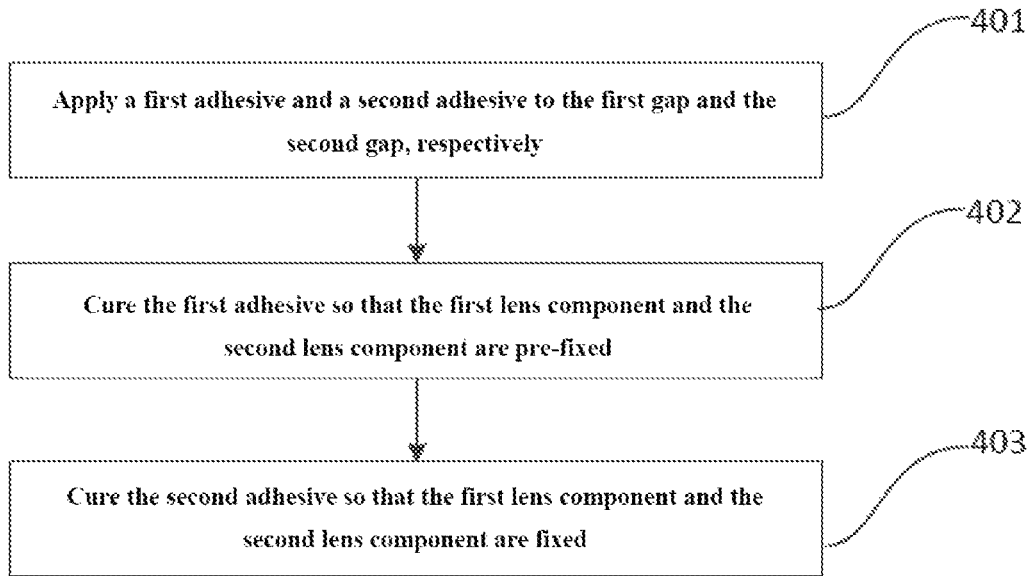 401
Apply a first adhesive and a second adhesive to the first gap and the
second gap, respectively
402
Cure the first adhesive so that the first lens component and the
second lens component are pre-fixed
403
Cure the second adhesive so that the first lens component and the
second lens component are fixed